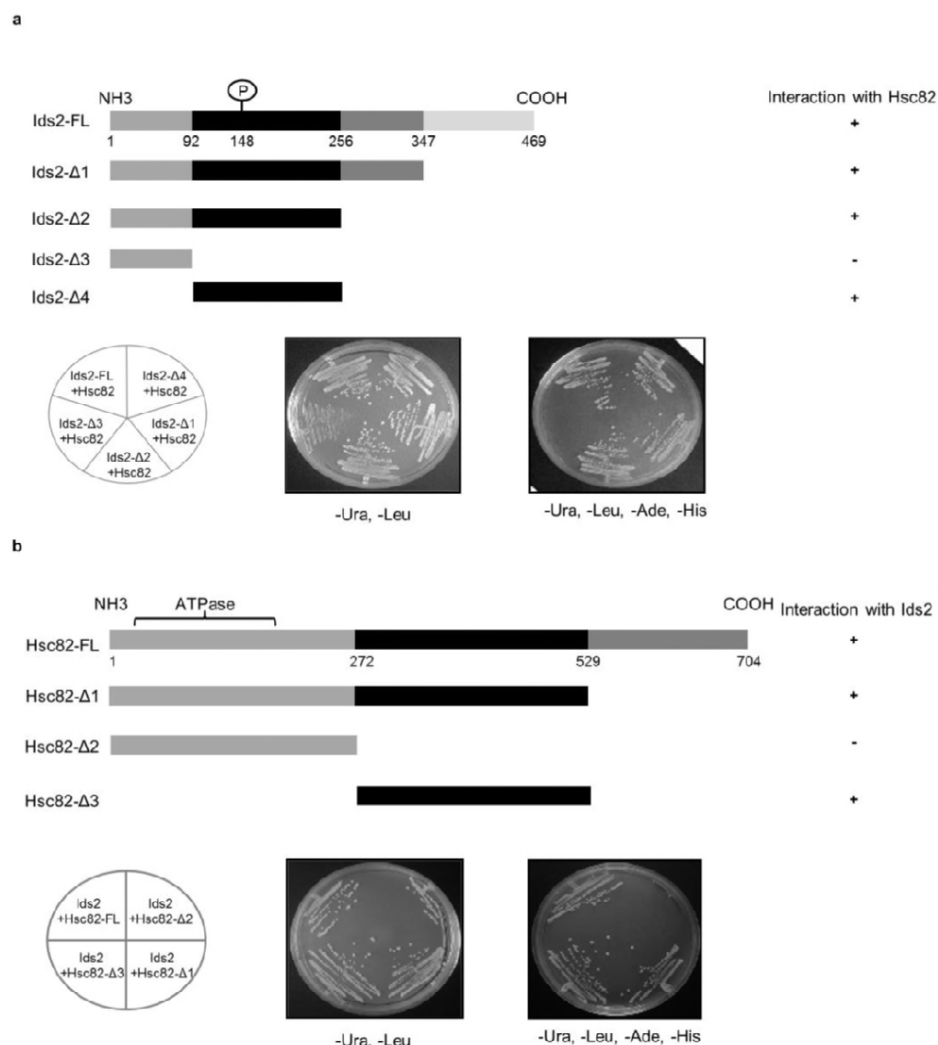 a
P
NH3 COOH Interaction with Hsc82
Ids2-FL +
1 92 148 256 347 469
Ids2-Δ1 +
Ids2-Δ2 +
Ids2-Δ3 -
Ids2-Δ4 +
Ids2-FL +Hsc82
Ids2-Δ4 +Hsc82
Ids2-Δ3 +Hsc82
Ids2-Δ1 +Hsc82
Ids2-Δ2 +Hsc82
-Ura, -Leu
-Ura, -Leu, -Ade, -His
b
NH3 ATPase COOH Interaction with Ids2
Hsc82-FL +
1 272 529 704
Hsc82-Δ1 +
Hsc82-Δ2 -
Hsc82-Δ3 +
Ids2 +Hsc82-FL
Ids2 +Hsc82-Δ2
Ids2 +Hsc82-Δ3
Ids2 +Hsc82-Δ1
-Ura, -Leu
-Ura, -Leu, -Ade, -His